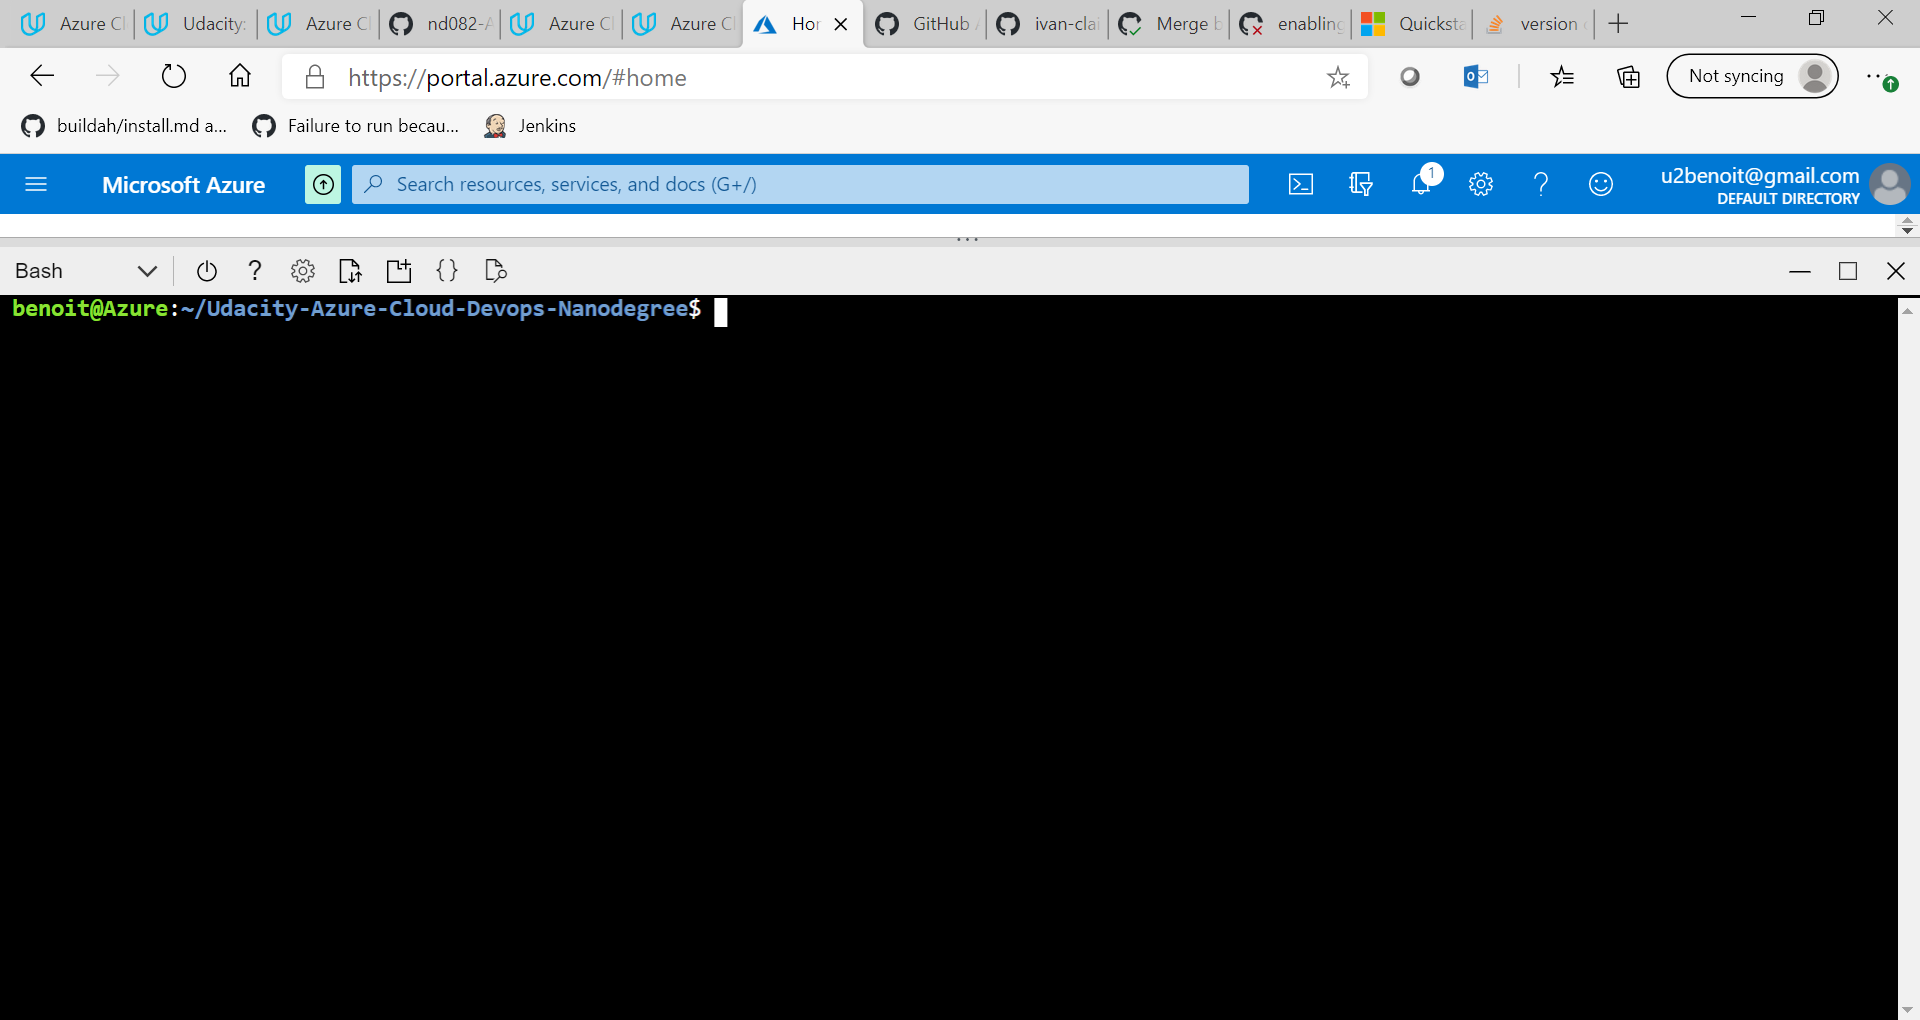 Azure Cl Udacity: Azure Cl nd082-A Azure Cl Azure Cl Hor GitHub ivan-clai Merge b enabling Quicksta version
https://portal.azure.com/#home Not syncing
buildah/install.md a... Failure to run becau... Jenkins
Microsoft Azure Search resources, services, and docs (G+/) 1 u2benoit@gmail.com
DEFAULT DIRECTORY
Bash
benoit@Azure:~/Udacity-Azure-Cloud-Devops-Nanodegree$